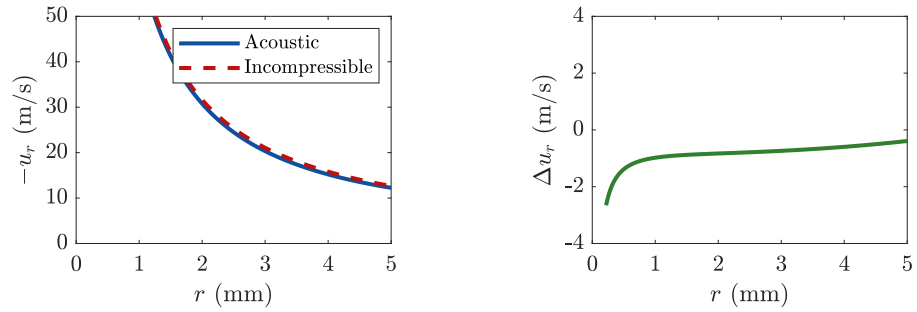 50
40
30
20
10
0
−u_r (m/s)
Acoustic
Incompressible
0 1 2 3 4 5
r (mm)
4
2
0
-2
-4
Δu_r (m/s)
0 1 2 3 4 5
r (mm)